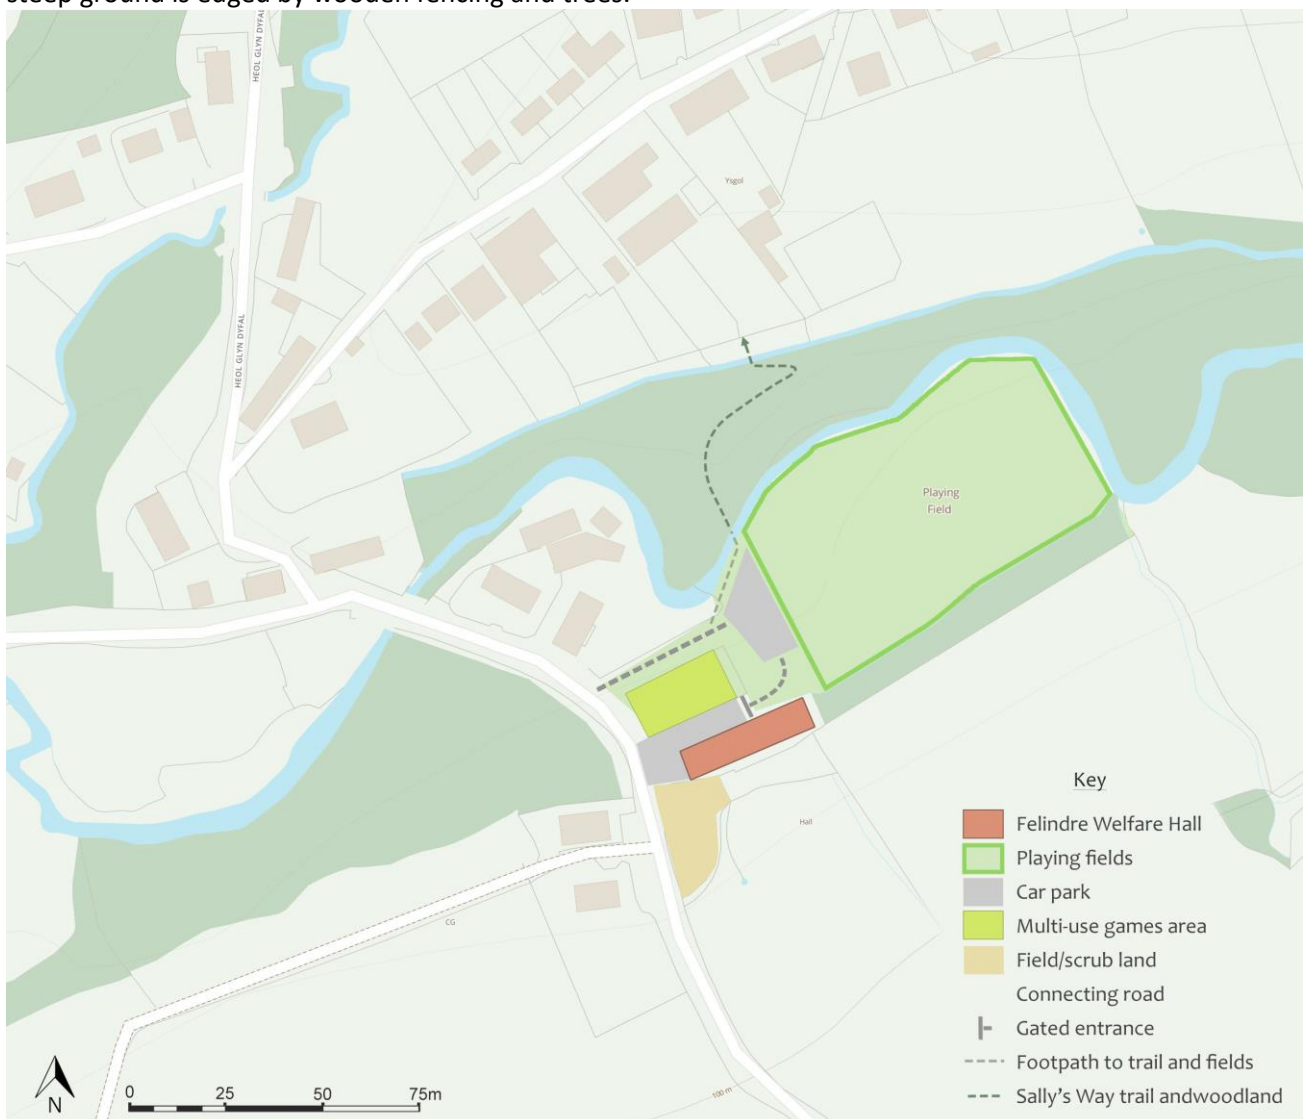 steep ground is edged by wooden fencing and trees.
HEOL GLYN DYFAL
Ysgol
HEOL GLYN DYFAL
Playing
Field
Hall
CG
100 m
Key
Felindre Welfare Hall
Playing fields
Car park
Multi-use games area
Field/scrub land
Connecting road
Gated entrance
Footpath to trail and fields
Sally's Way trail andwoodland
N
0 25 50 75m